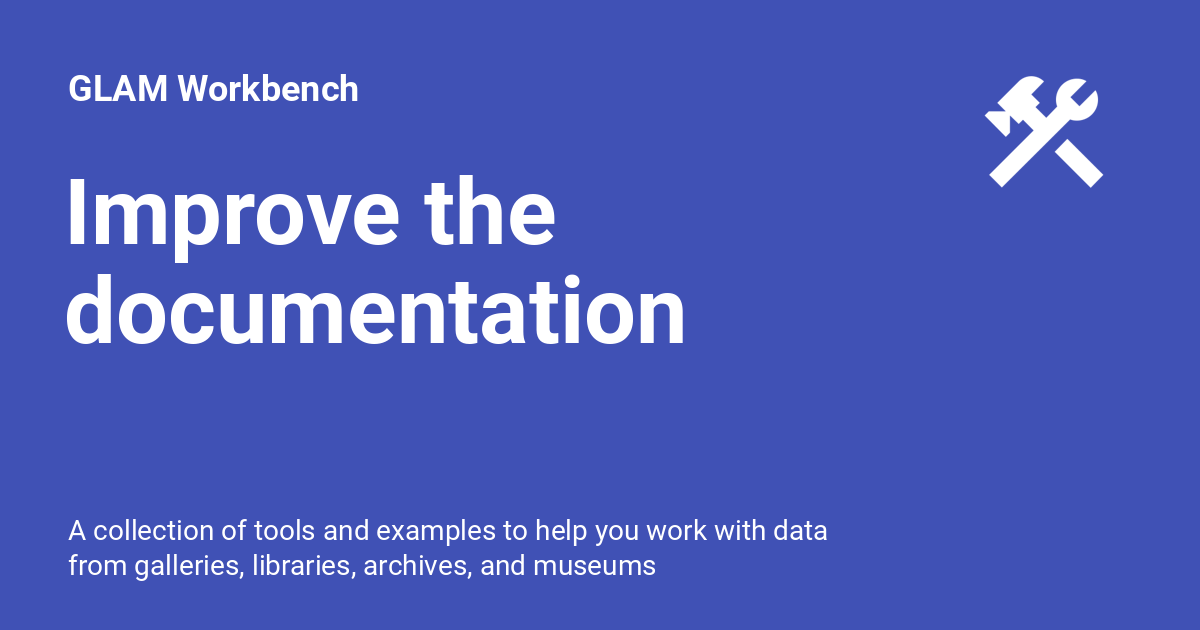 GLAM Workbench
Improve the
documentation
A collection of tools and examples to help you work with data
from galleries, libraries, archives, and museums